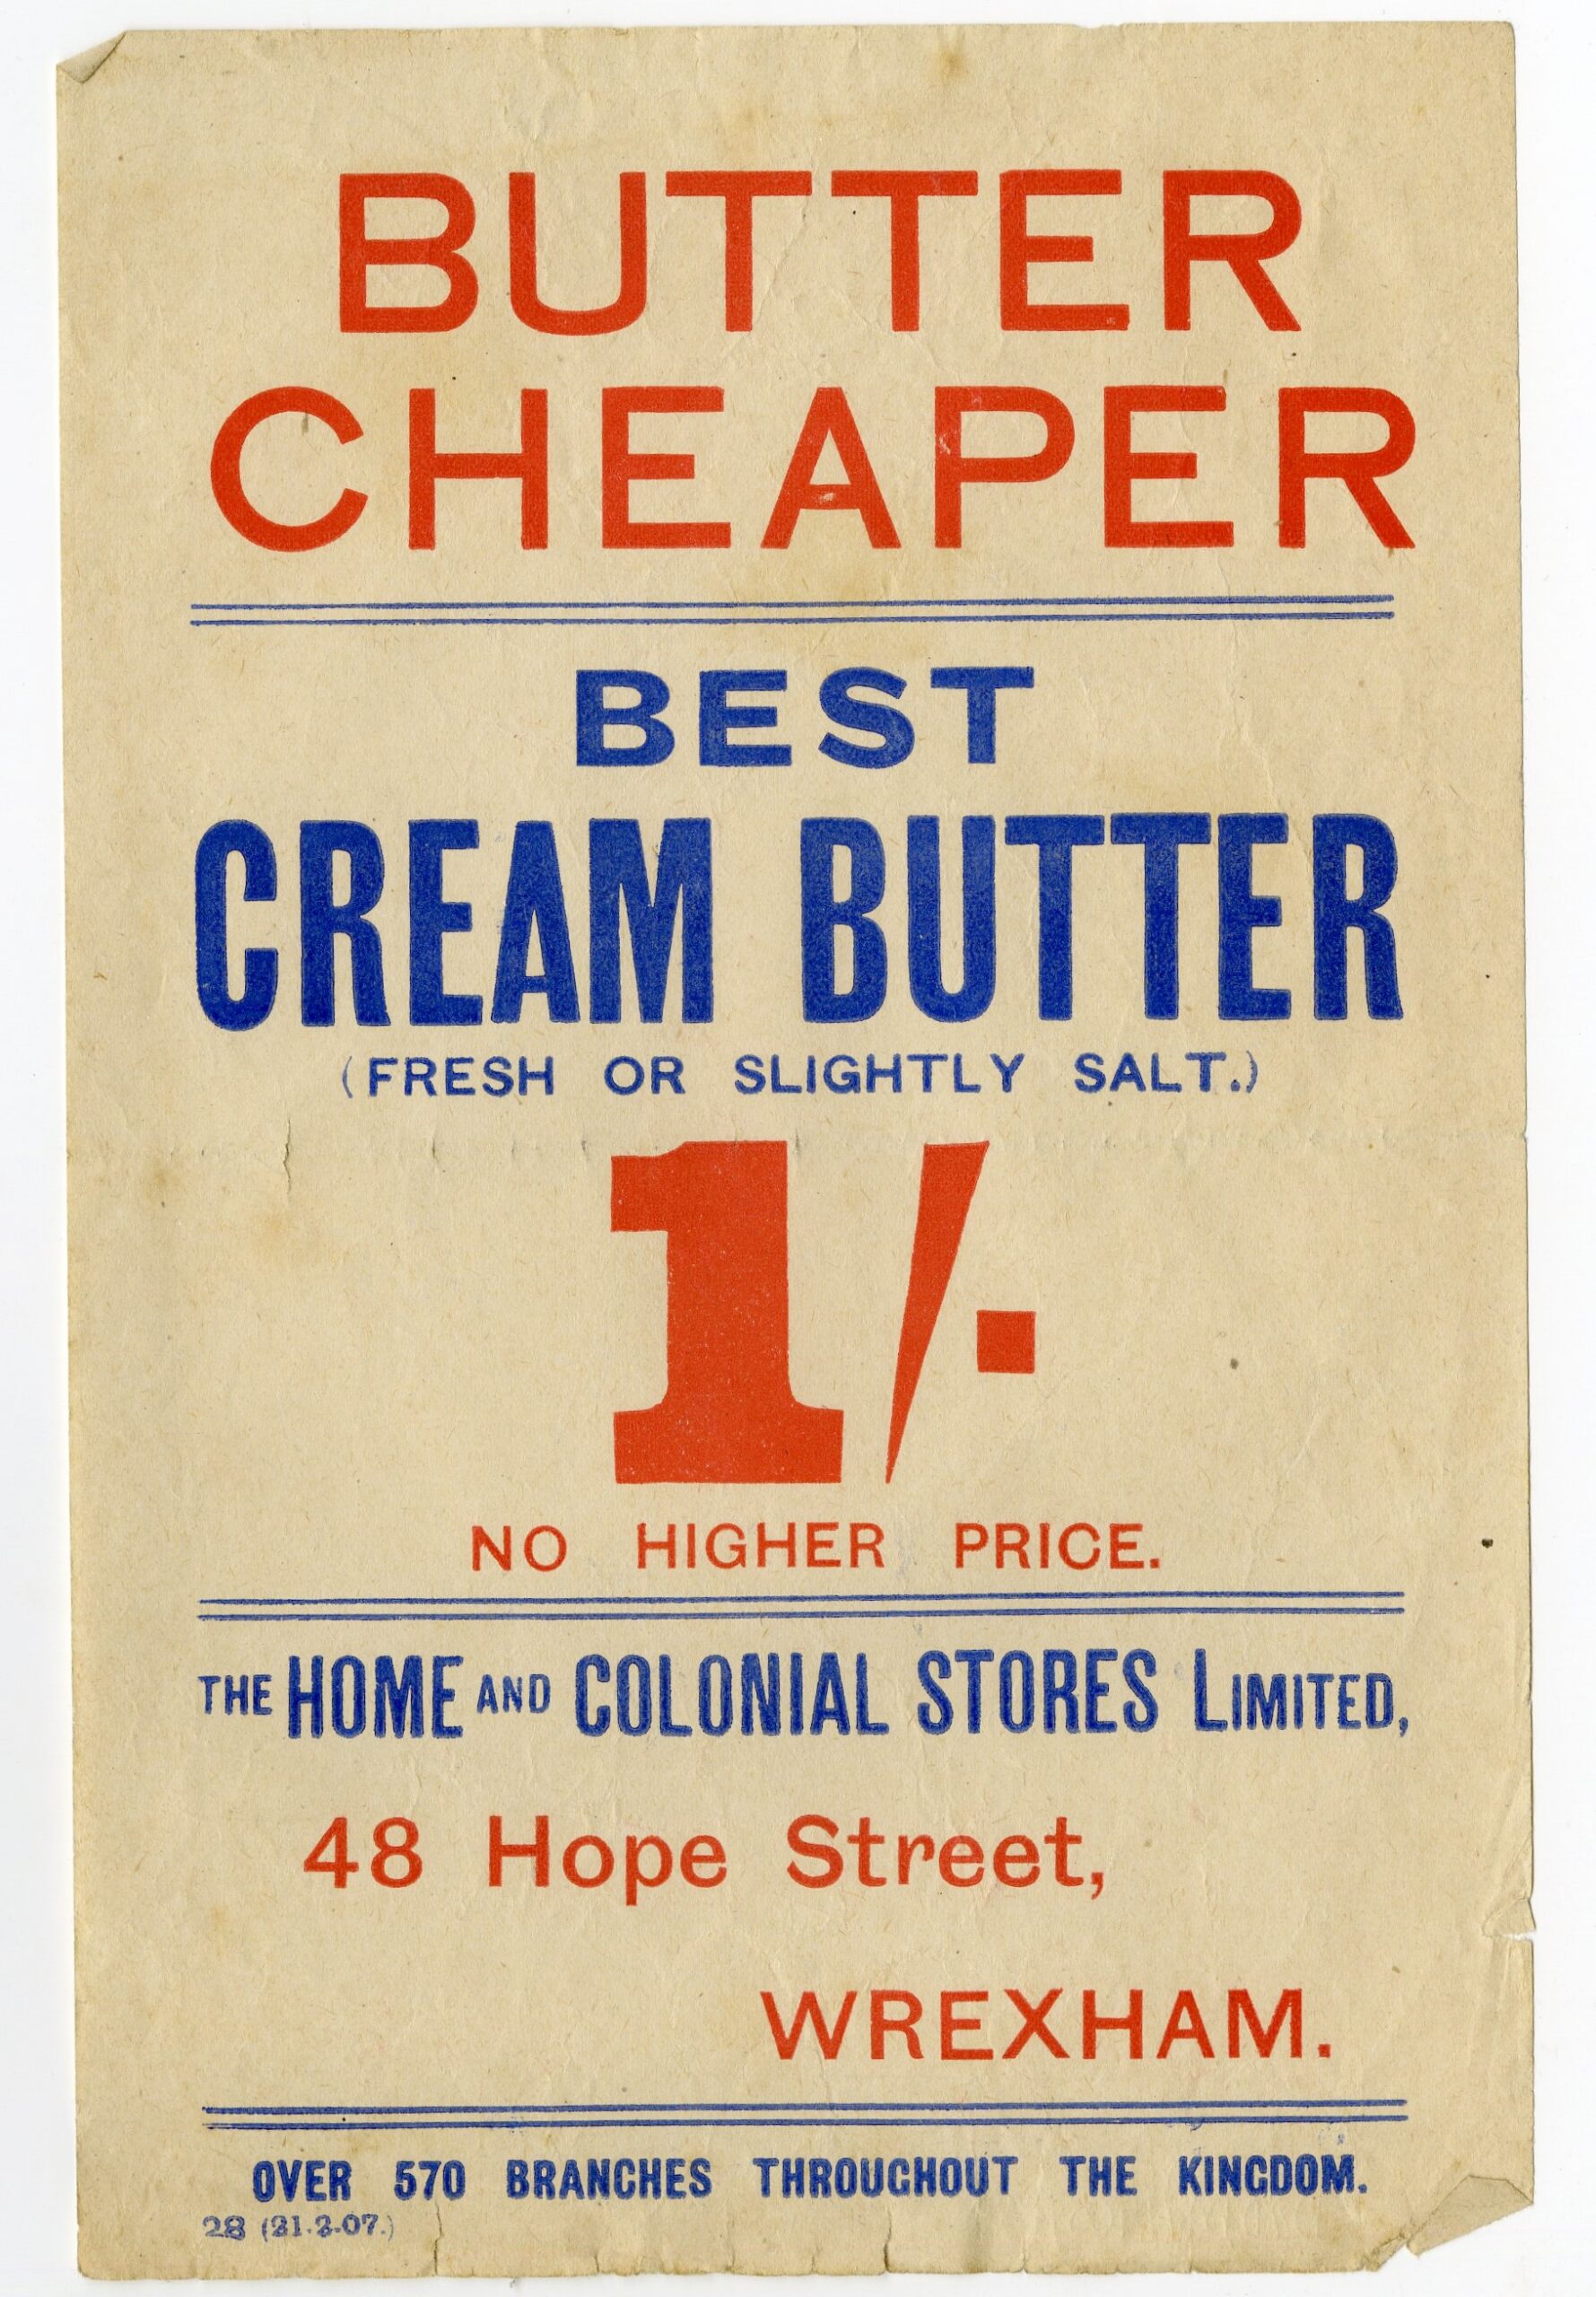 BUTTER
CHEAPER
BEST
CREAM BUTTER
(FRESH OR SLIGHTLY SALT.)
1/-
NO HIGHER PRICE.
THE HOME AND COLONIAL STORES LIMITED,
48 Hope Street,
WREXHAM.
OVER 570 BRANCHES THROUGHOUT THE KINGDOM.
28 (21-2-07.)